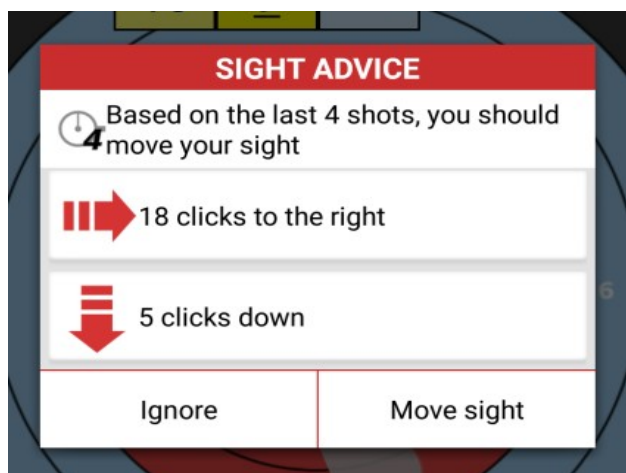 SIGHT ADVICE
4
Based on the last 4 shots, you should
move your sight
18 clicks to the right
5 clicks down
6
Ignore
Move sight